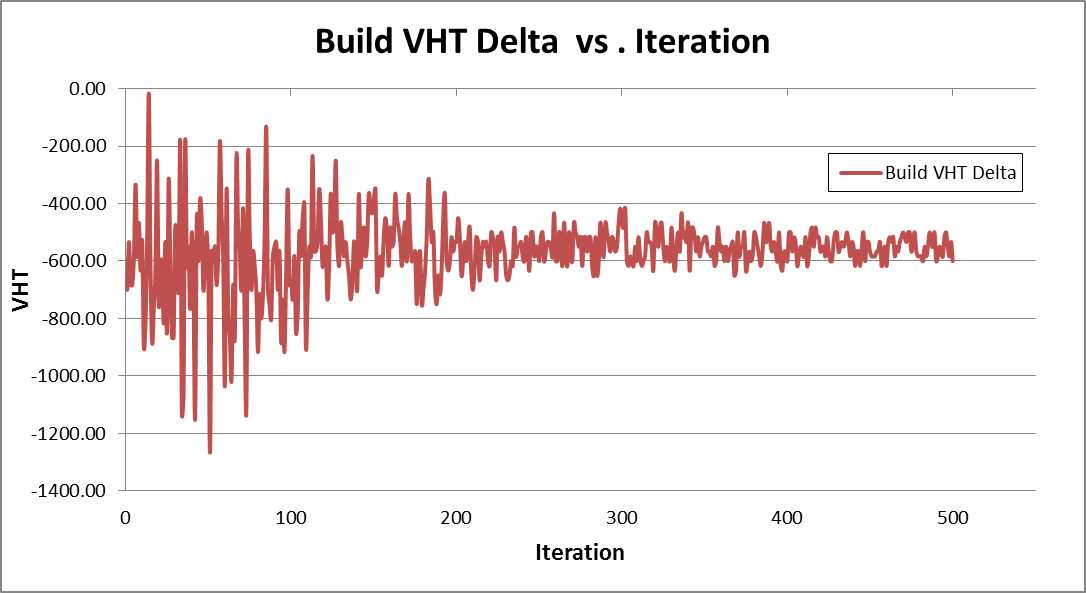 Build VHT Delta  vs . Iteration
0.00
-200.00
-400.00
-600.00
-800.00
-1000.00
-1200.00
-1400.00
VHT
0 100 200 300 400 500
Iteration
Build VHT Delta